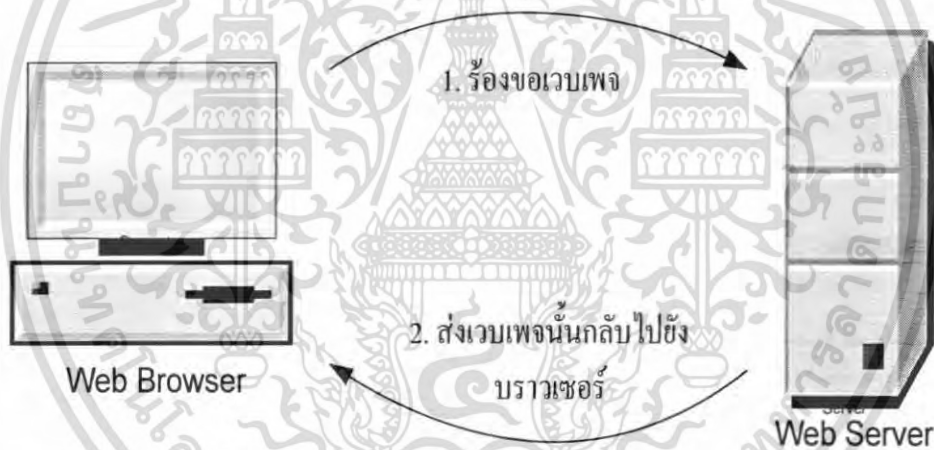 1. ร้องขอเวบเพจ
2. ส่งเวบเพจนั้นกลับไปยัง
บราวเซอร์
Web Browser
Server
Web Server